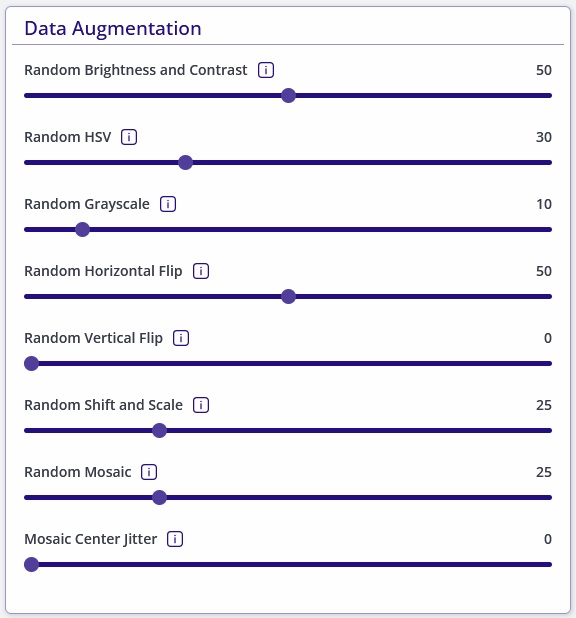 Data Augmentation
Random Brightness and Contrast i 50
Random HSV i 30
Random Grayscale i 10
Random Horizontal Flip i 50
Random Vertical Flip i 0
Random Shift and Scale i 25
Random Mosaic i 25
Mosaic Center Jitter i 0